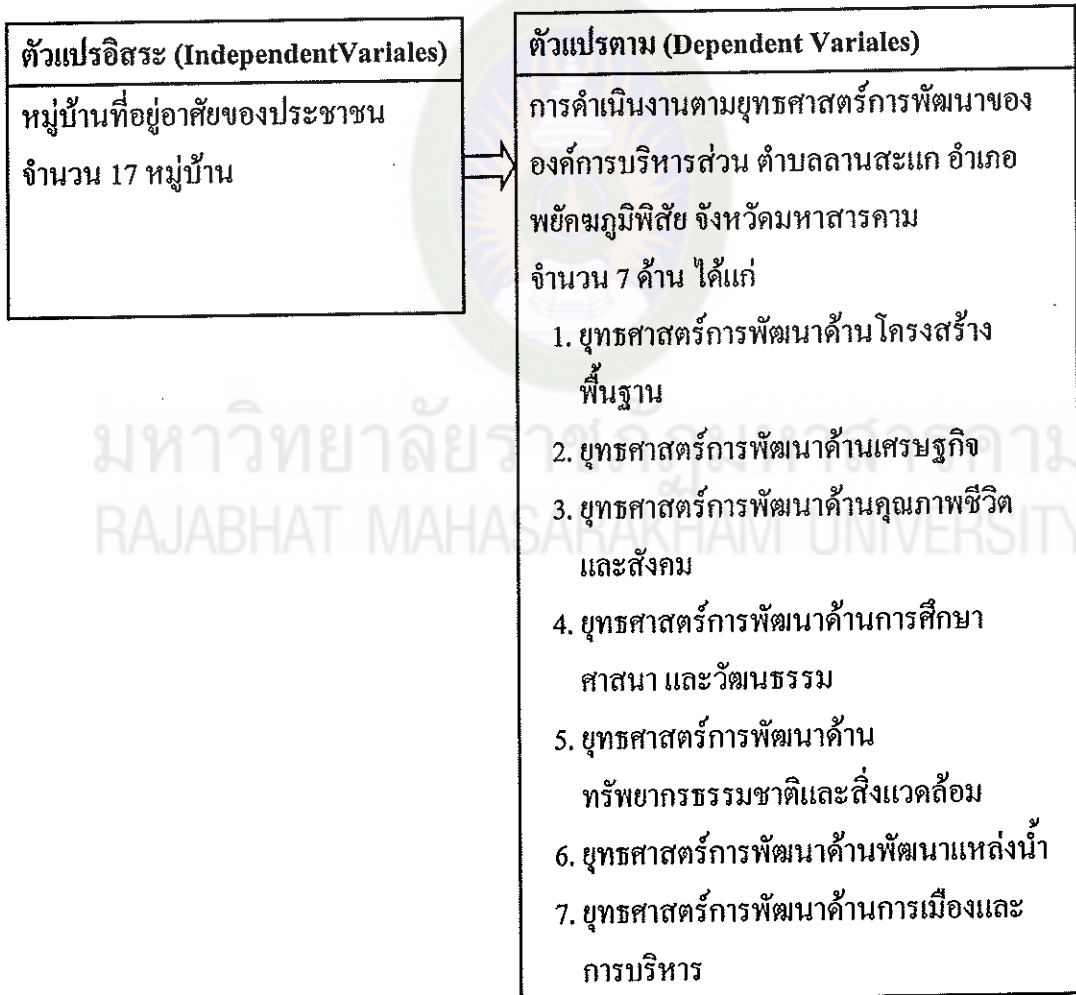 ตัวแปรอิสระ (IndependentVariales)
หมู่บ้านที่อยู่อาศัยของประชาชน
จำนวน 17 หมู่บ้าน
ตัวแปรตาม (Dependent Variales)
การดำเนินงานตามยุทธศาสตร์การพัฒนาของ
องค์การบริหารส่วน ตำบลลานสะแก อำเภอ
พยัคฆภูมิพิสัย จังหวัดมหาสารคาม
จำนวน 7 ด้าน ได้แก่
1. ยุทธศาสตร์การพัฒนาด้านโครงสร้าง
พื้นฐาน
2. ยุทธศาสตร์การพัฒนาด้านเศรษฐกิจ
3. ยุทธศาสตร์การพัฒนาด้านคุณภาพชีวิต
และสังคม
4. ยุทธศาสตร์การพัฒนาด้านการศึกษา
ศาสนา และวัฒนธรรม
5. ยุทธศาสตร์การพัฒนาด้าน
ทรัพยากรธรรมชาติและสิ่งแวดล้อม
6. ยุทธศาสตร์การพัฒนาด้านพัฒนาแหล่งน้ำ
7. ยุทธศาสตร์การพัฒนาด้านการเมืองและ
การบริหาร
มหาวิทยาลัยราชภัฏมหาสารคาม
RAJABHAT MAHASARAKHAM UNIVERSITY